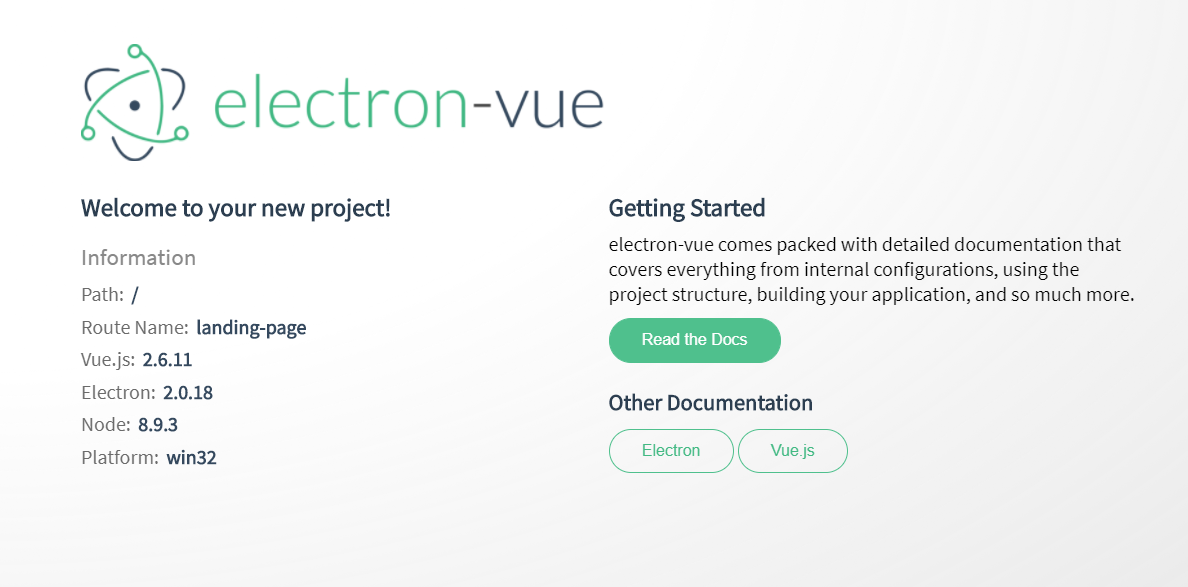 electron-vue
Welcome to your new project!
Information
Path: /
Route Name: landing-page
Vue.js: 2.6.11
Electron: 2.0.18
Node: 8.9.3
Platform: win32
Getting Started
electron-vue comes packed with detailed documentation that
covers everything from internal configurations, using the
project structure, building your application, and so much more.
Read the Docs
Other Documentation
Electron Vue.js